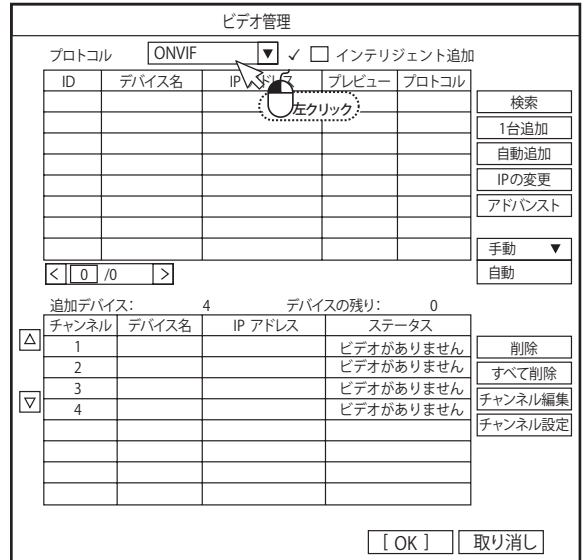 ビデオ管理
プロトコル ONVIF ▼ ✓ □ インテリジェント追加
ID デバイス名 IP アドレス プレビュー プロトコル
左クリック
検索
1台追加
自動追加
IPの変更
アドバンスト
手動 ▼
自動
< 0 /0 >
追加デバイス: 4 デバイスの残り: 0
チャンネル デバイス名 IP アドレス ステータス
1 ビデオがありません
2 ビデオがありません
3 ビデオがありません
4 ビデオがありません
削除
すべて削除
チャンネル編集
チャンネル設定
[ OK ] 取り消し